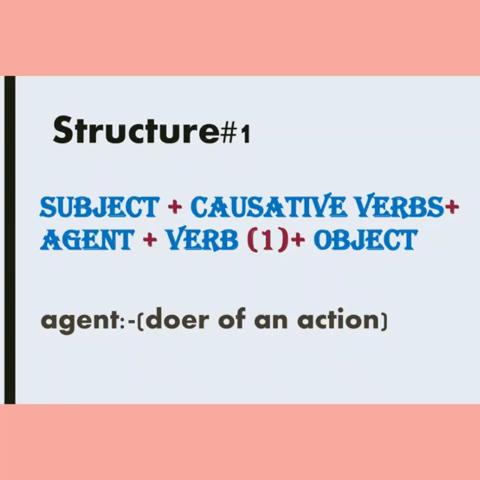 Structure#1
SUBJECT + CAUSATIVE VERBS+
AGENT + VERB (1)+ OBJECT
agent:-(doer of an action)